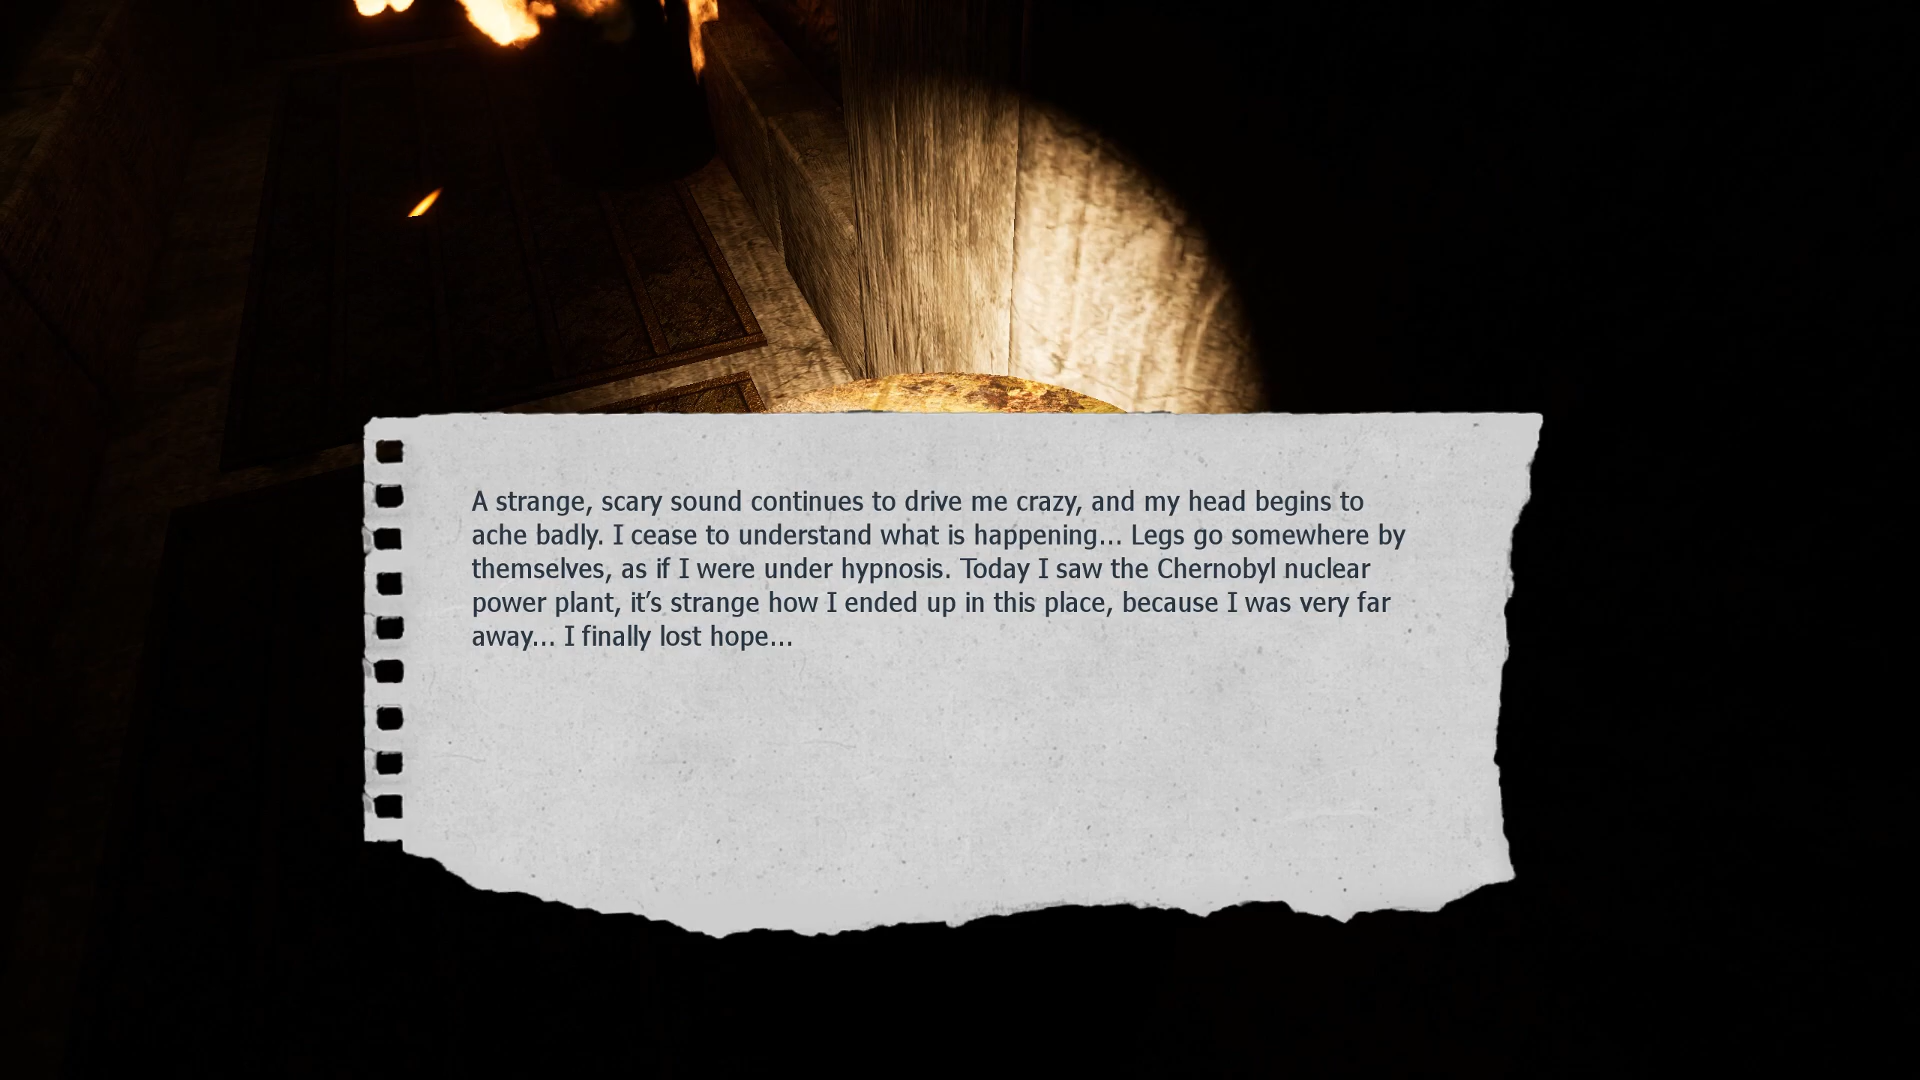 A strange, scary sound continues to drive me crazy, and my head begins to
ache badly. I cease to understand what is happening... Legs go somewhere by
themselves, as if I were under hypnosis. Today I saw the Chernobyl nuclear
power plant, it's strange how I ended up in this place, because I was very far
away... I finally lost hope...